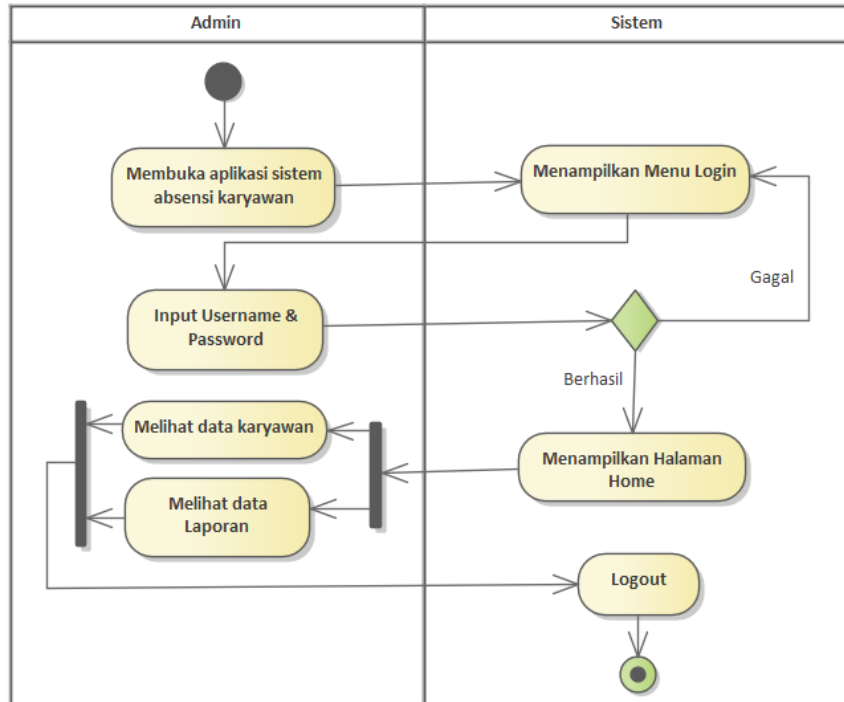 Admin
Sistem
Membuka aplikasi sistem
absensi karyawan
Menampilkan Menu Login
Gagal
Input Username &
Password
Berhasil
Melihat data karyawan
Menampilkan Halaman
Home
Melihat data
Laporan
Logout